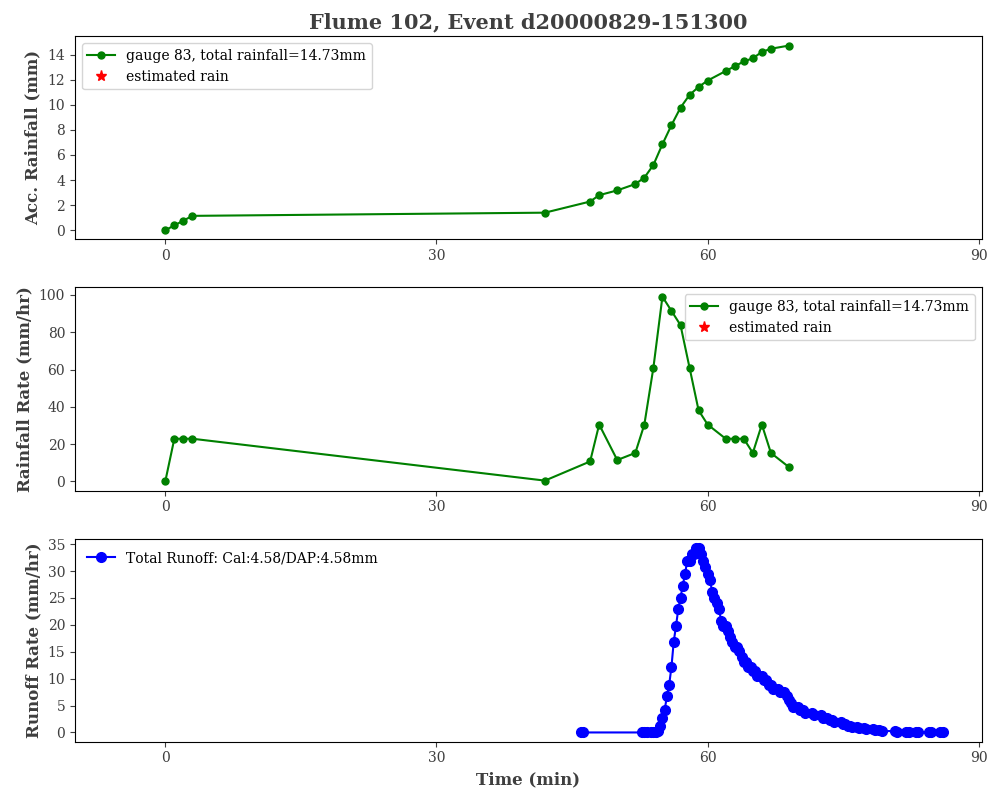 Flume 102, Event d20000829-151300
gauge 83, total rainfall=14.73mm
estimated rain
Acc. Rainfall (mm)
14
12
10
8
6
4
2
0
0 30 60 90
gauge 83, total rainfall=14.73mm
estimated rain
Rainfall Rate (mm/hr)
100
80
60
40
20
0
0 30 60 90
Total Runoff: Cal:4.58/DAP:4.58mm
Runoff Rate (mm/hr)
35
30
25
20
15
10
5
0
0 30 60 90
Time (min)